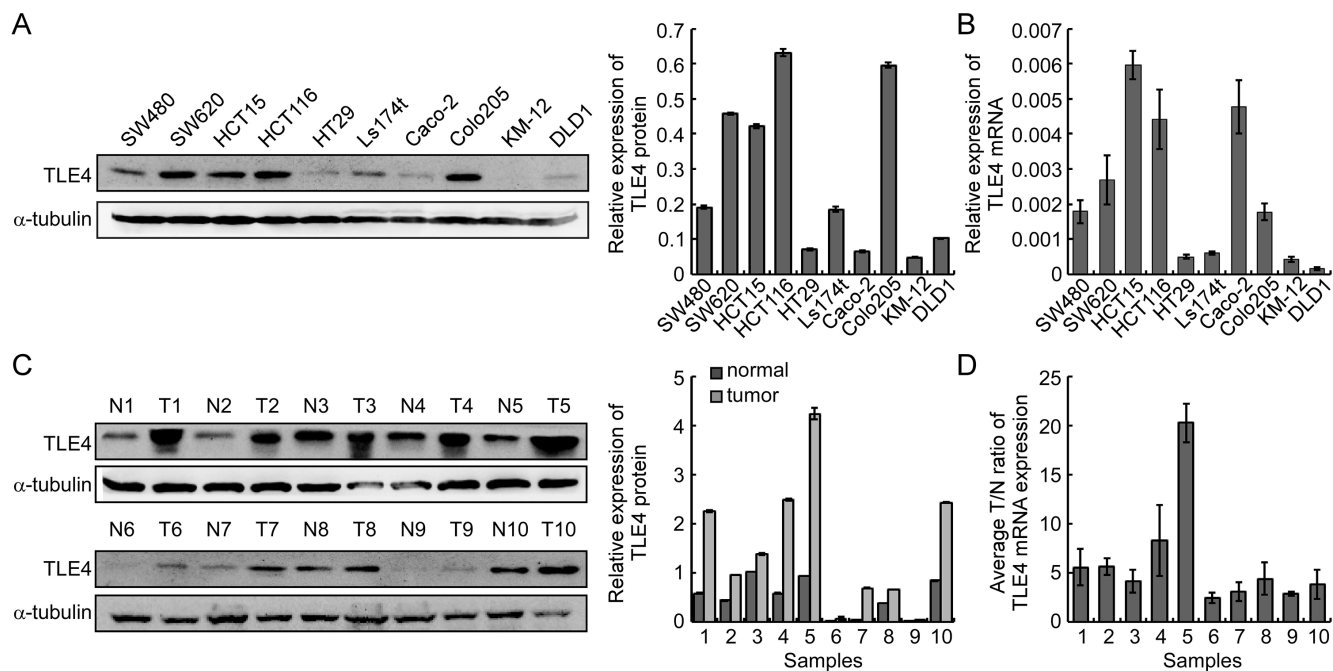 A
SW480 SW620 HCT15 HCT116 HT29 Ls174t Caco-2 Colo205 KM-12 DLD1
TLE4
α-tubulin
Relative expression of
TLE4 protein
0.7
0.6
0.5
0.4
0.3
0.2
0.1
0
SW480 SW620 HCT15 HCT116 HT29 Ls174t Caco-2 Colo205 KM-12 DLD1
B
Relative expression of
TLE4 mRNA
0.007
0.006
0.005
0.004
0.003
0.002
0.001
0
SW480 SW620 HCT15 HCT116 HT29 Ls174t Caco-2 Colo205 KM-12 DLD1
C
N1 T1 N2 T2 N3 T3 N4 T4 N5 T5
TLE4
α-tubulin
N6 T6 N7 T7 N8 T8 N9 T9 N10 T10
TLE4
α-tubulin
Relative expression of
TLE4 protein
5
4
3
2
1
0
normal
tumor
1 2 3 4 5 6 7 8 9 10
Samples
D
Average T/N ratio of
TLE4 mRNA expression
25
20
15
10
5
0
1 2 3 4 5 6 7 8 9 10
Samples